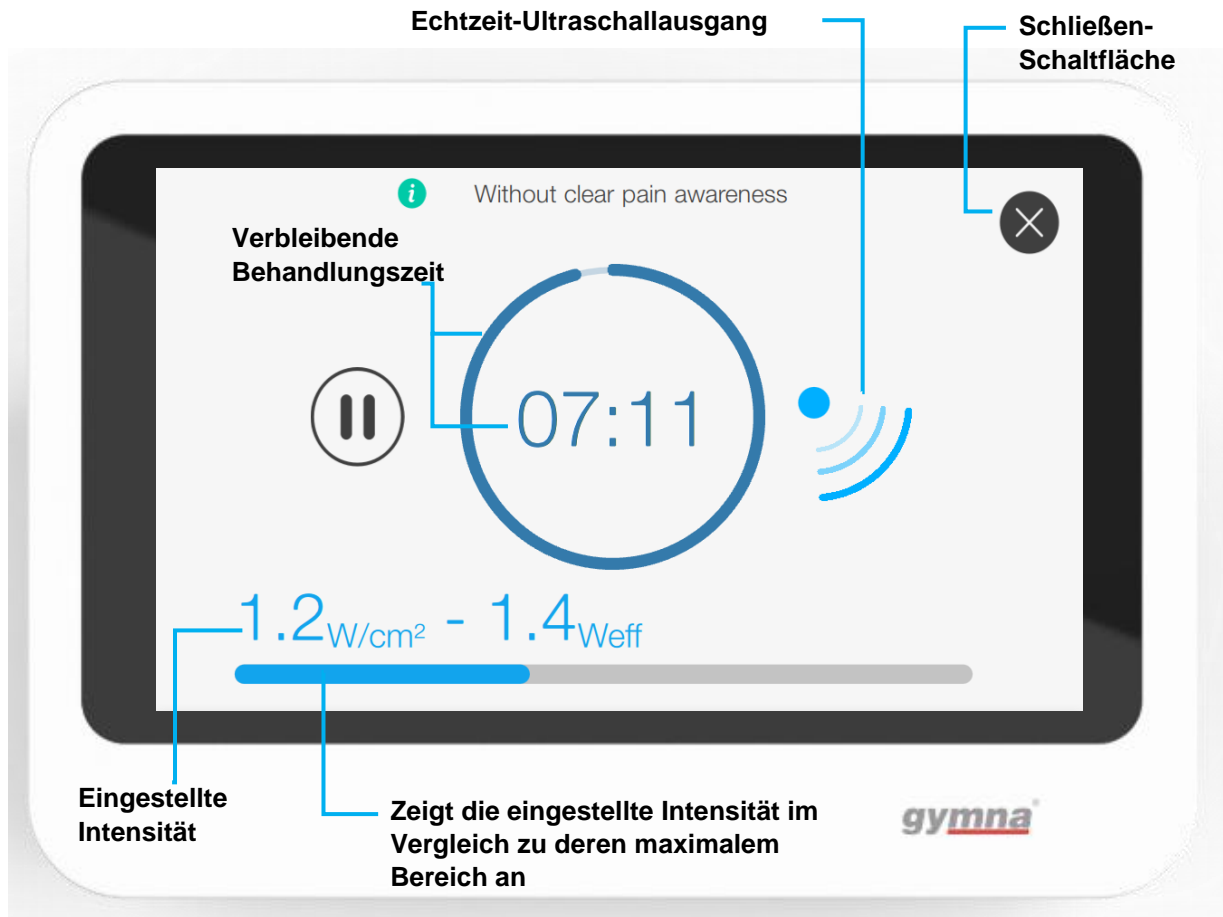 Echtzeit-Ultraschallausgang
Schließen-
Schaltfläche
i Without clear pain awareness
Verbleibende
Behandlungszeit
07:11
1.2W/cm² - 1.4Weff
Eingestellte
Intensität
Zeigt die eingestellte Intensität im
Vergleich zu deren maximalem
Bereich an
gymna®